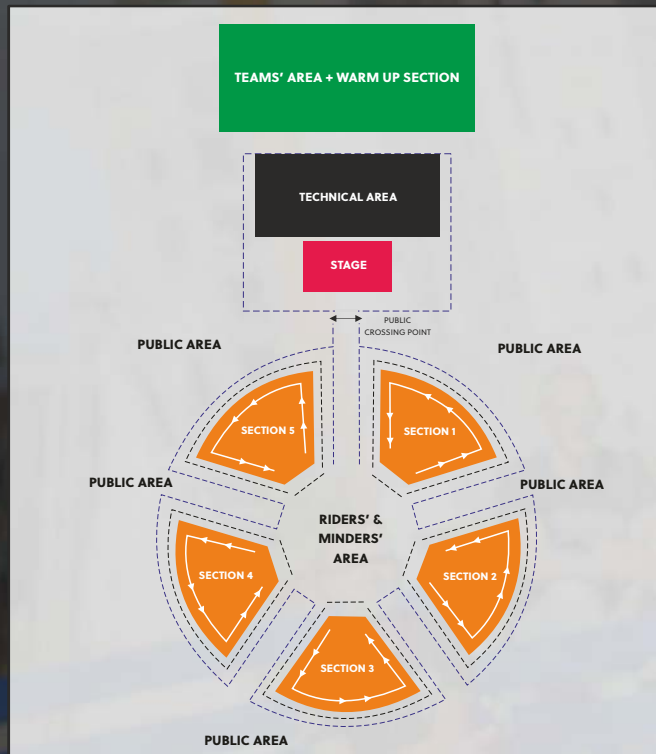 TEAMS' AREA + WARM UP SECTION
TECHNICAL AREA
STAGE
PUBLIC
CROSSING POINT
PUBLIC AREA
PUBLIC AREA
SECTION 5
SECTION 1
PUBLIC AREA
PUBLIC AREA
RIDERS' &
MINDERS'
AREA
SECTION 4
SECTION 2
SECTION 3
PUBLIC AREA